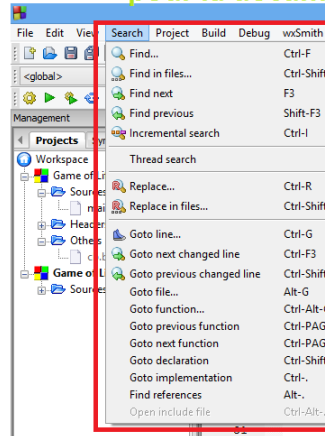 File Edit View Search Project Build Debug wxSmith
Find... Ctrl-F
<global> Find in files... Ctrl-Shift
Find next F3
Find previous Shift-F3
Management Incremental search Ctrl-I
Projects Thread search
Workspace
Game of Li Replace... Ctrl-R
Sources Replace in files... Ctrl-Shift
mai
Headers Goto line... Ctrl-G
Others Goto next changed line Ctrl-F3
Game of Li Goto previous changed line Ctrl-Shift
Sources Goto file... Alt-G
Goto function... Ctrl-Alt-
Goto previous function Ctrl-PAG
Goto next function Ctrl-PAG
Goto declaration Ctrl-Shift
Goto implementation Ctrl-.
Find references Alt-.
Open include file Ctrl-Alt-.